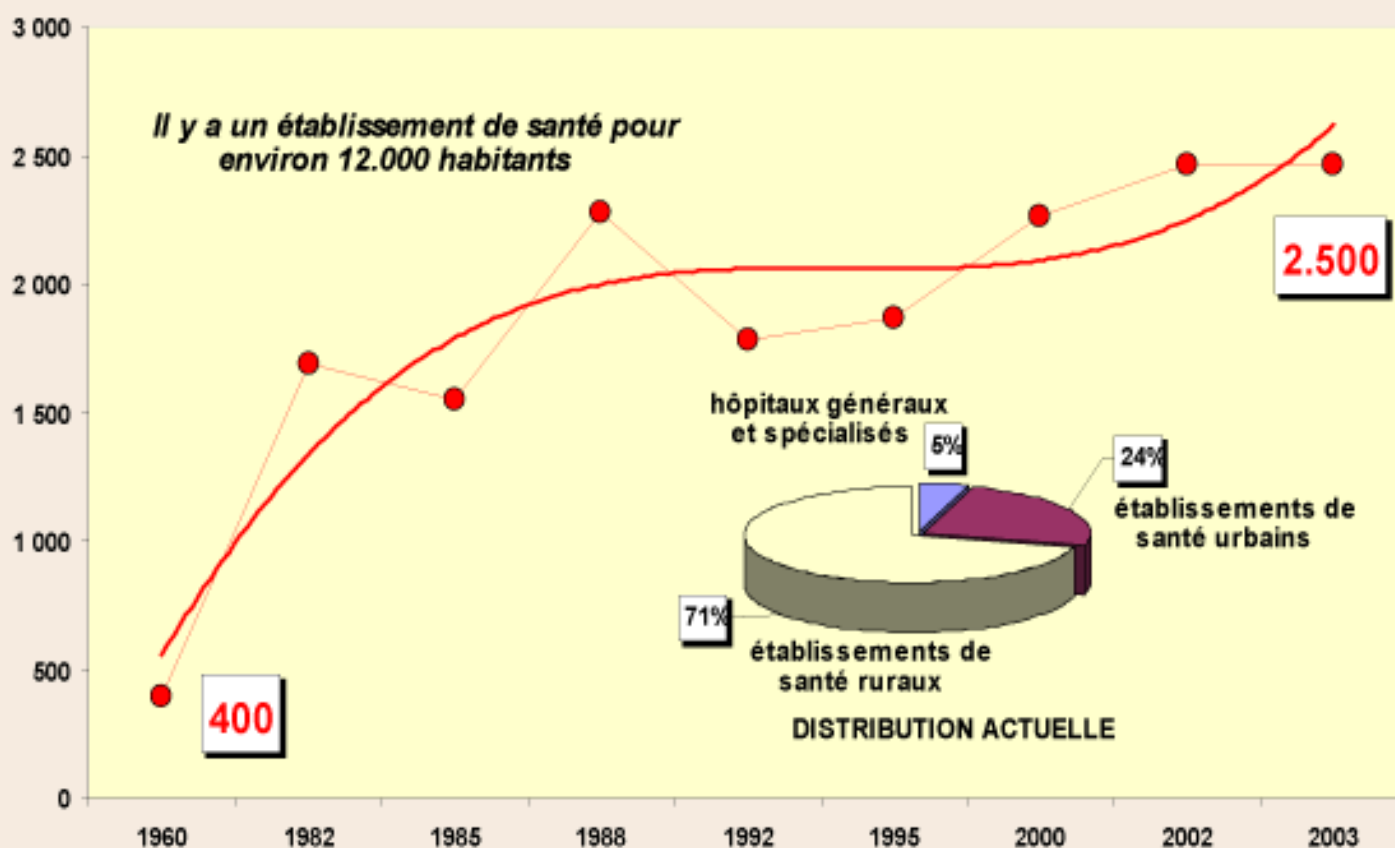 3 000
2 500
2 000
1 500
1 000
500
0
Il y a un établissement de santé pour
environ 12.000 habitants
2.500
400
hôpitaux généraux
et spécialisés
5%
24%
établissements de
santé urbains
71%
établissements de
santé ruraux
DISTRIBUTION ACTUELLE
1960 1982 1985 1988 1992 1995 2000 2002 2003